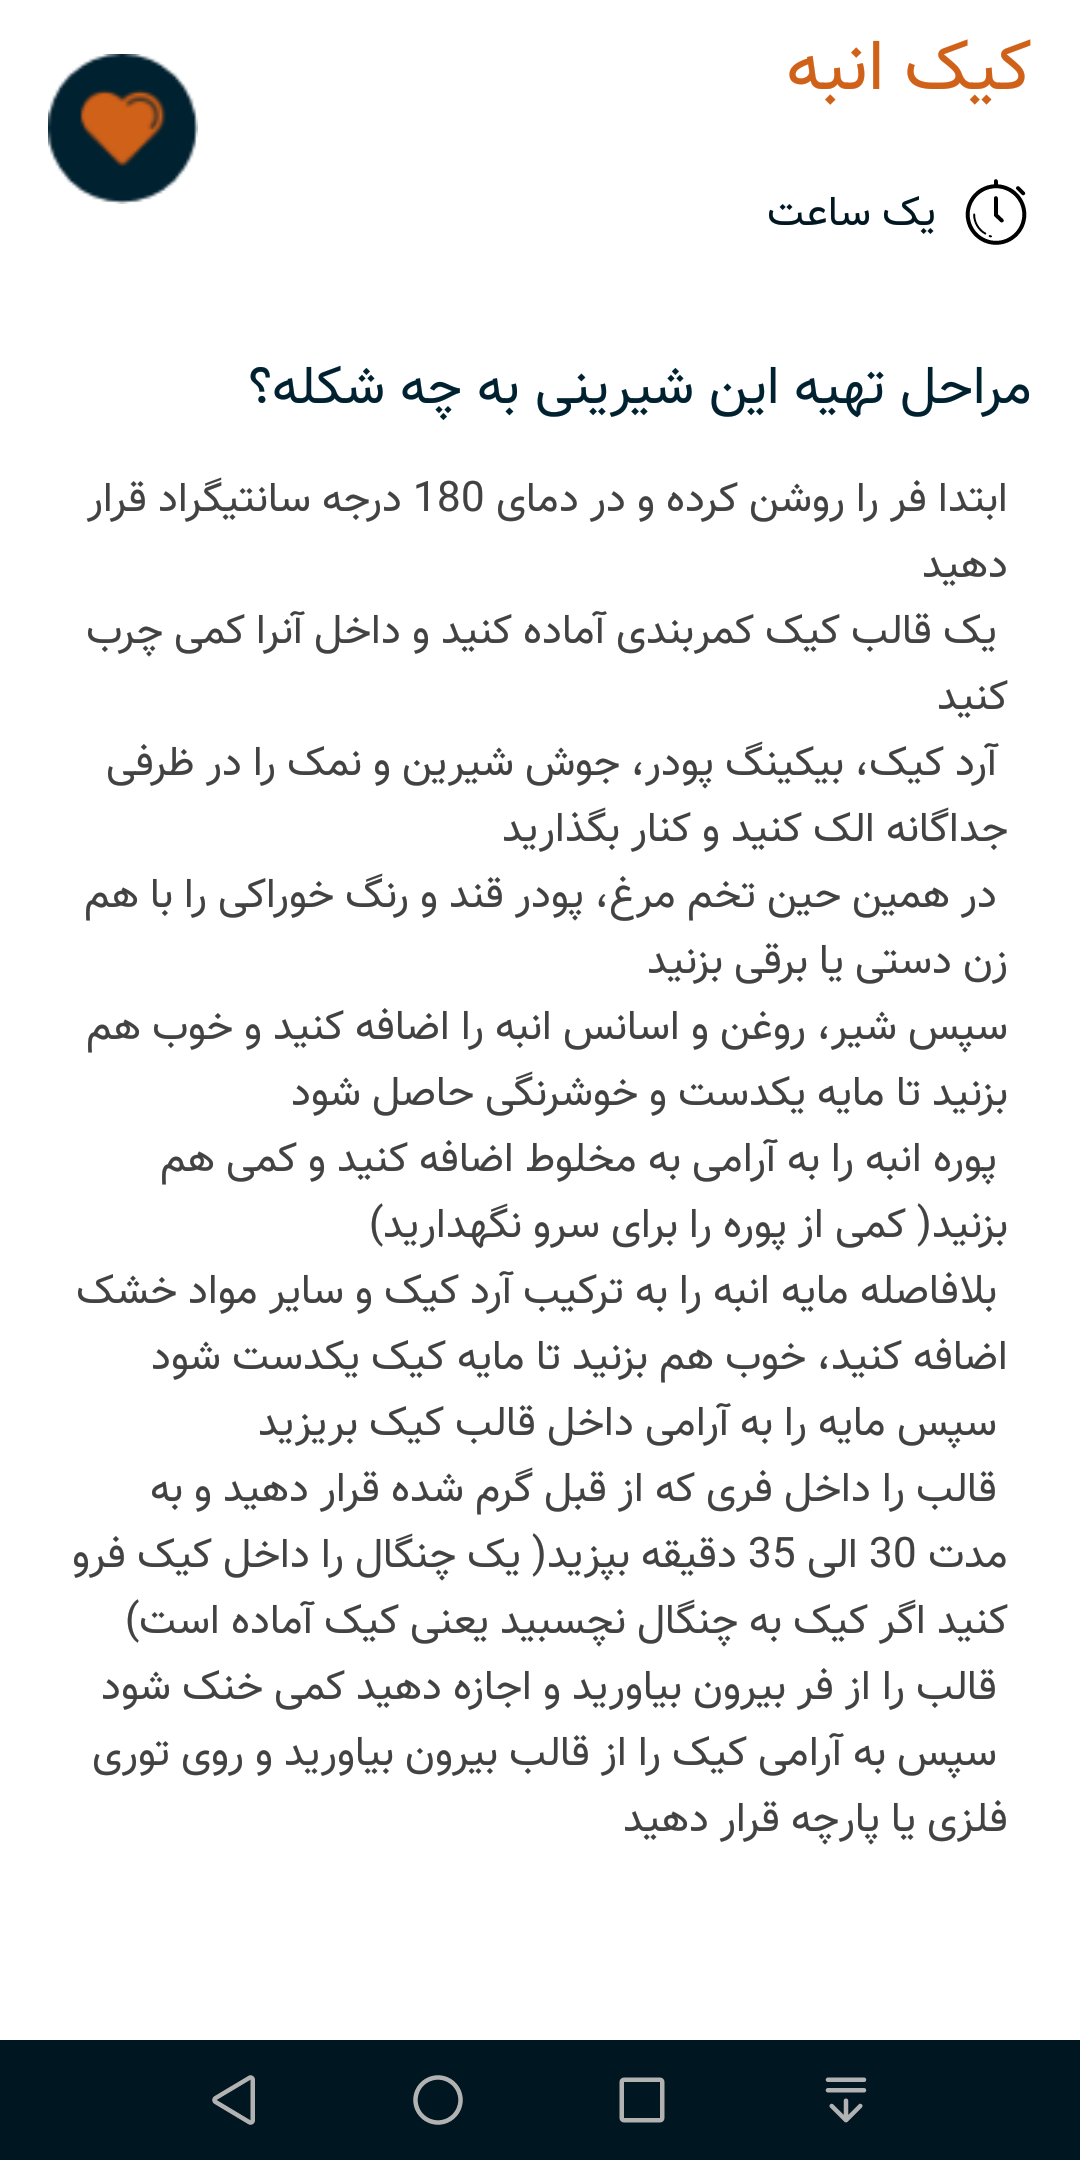 کیک انبه
یک ساعت
مراحل تهیه این شیرینی به چه شکله؟
ابتدا فر را روشن کرده و در دمای 180 درجه سانتیگراد قرار
دهید
یک قالب کیک کمربندی آماده کنید و داخل آنرا کمی چرب
کنید
آرد کیک، بیکینگ پودر، جوش شیرین و نمک را در ظرفی
جداگانه الک کنید و کنار بگذارید
در همین حین تخم مرغ، پودر قند و رنگ خوراکی را با هم
زن دستی یا برقی بزنید
سپس شیر، روغن و اسانس انبه را اضافه کنید و خوب هم
بزنید تا مایه یکدست و خوشرنگی حاصل شود
پوره انبه را به آرامی به مخلوط اضافه کنید و کمی هم
بزنید( کمی از پوره را برای سرو نگهدارید)
بلافاصله مایه انبه را به ترکیب آرد کیک و سایر مواد خشک
اضافه کنید، خوب هم بزنید تا مایه کیک یکدست شود
سپس مایه را به آرامی داخل قالب کیک بریزید
قالب را داخل فری که از قبل گرم شده قرار دهید و به
مدت 30 الی 35 دقیقه بپزید( یک چنگال را داخل کیک فرو
کنید اگر کیک به چنگال نچسبید یعنی کیک آماده است)
قالب را از فر بیرون بیاورید و اجازه دهید کمی خنک شود
سپس به آرامی کیک را از قالب بیرون بیاورید و روی توری
فلزی یا پارچه قرار دهید